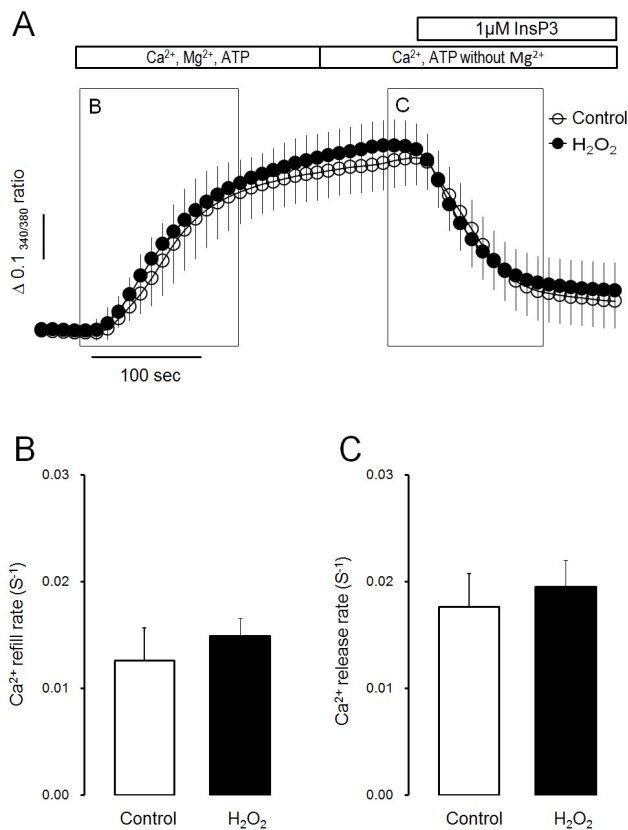 A
1µM InsP3
Ca²⁺, Mg²⁺, ATP
Ca²⁺, ATP without Mg²⁺
B
C
Control
H₂O₂
Δ 0.1 340/380 ratio
100 sec
B
Ca²⁺ refill rate (S⁻¹)
0.03
0.02
0.01
0.00
Control
H₂O₂
C
Ca²⁺ release rate (S⁻¹)
0.03
0.02
0.01
0.00
Control
H₂O₂